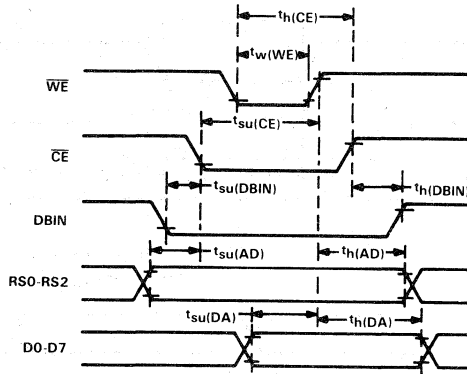 th(CE)
tw(WE)
WE
tsu(CE)
CE
tsu(DBIN)
th(DBIN)
DBIN
tsu(AD)
th(AD)
RS0-RS2
tsu(DA)
th(DA)
D0-D7